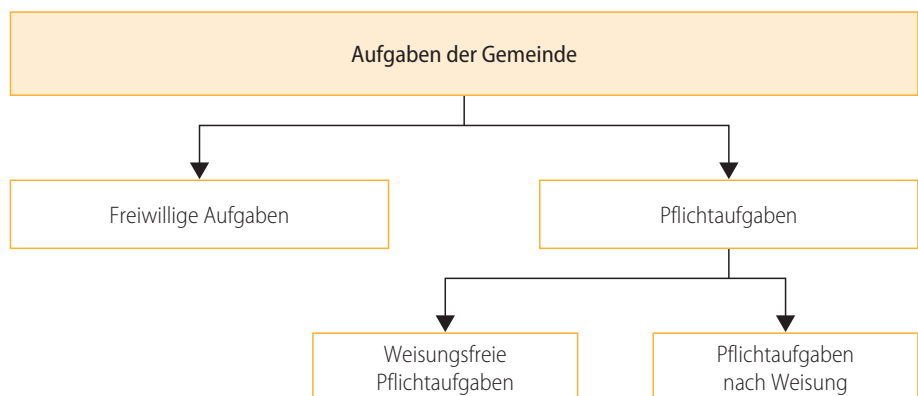 Aufgaben der Gemeinde
Freiwillige Aufgaben
Pflichtaufgaben
Weisungsfreie
Pflichtaufgaben
Pflichtaufgaben
nach Weisung